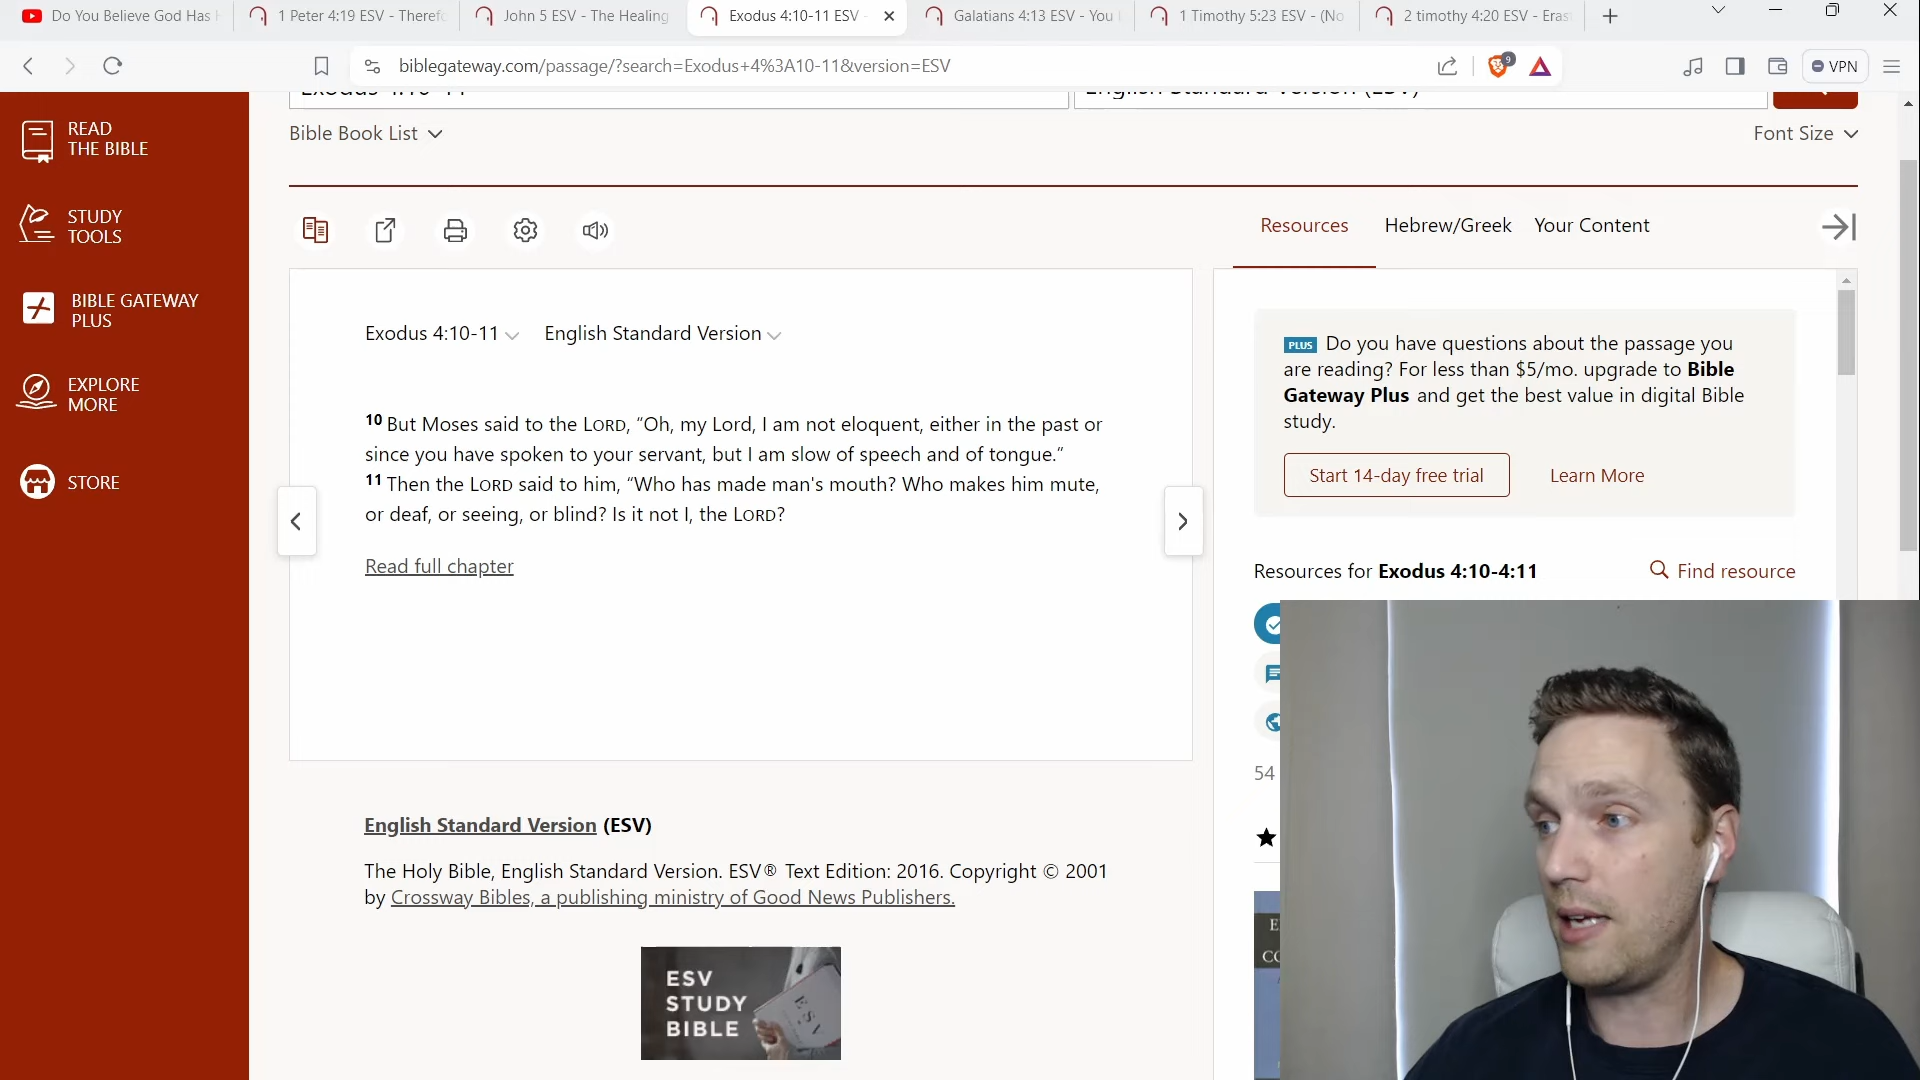 Do You Believe God Has
1 Peter 4:19 ESV - Therefo
John 5 ESV - The Healing
Exodus 4:10-11 ESV -
Galatians 4:13 ESV - You
1 Timothy 5:23 ESV - (No
2 timothy 4:20 ESV - Eras
biblegateway.com/passage/?search=Exodus+4%3A10-11&version=ESV
9
VPN
Exodus 4:10-11
English Standard Version (ESV)
Bible Book List
Font Size
READ
THE BIBLE
STUDY
TOOLS
BIBLE GATEWAY
PLUS
EXPLORE
MORE
STORE
Resources
Hebrew/Greek
Your Content
Exodus 4:10-11
English Standard Version
10 But Moses said to the LORD, “Oh, my Lord, I am not eloquent, either in the past or
since you have spoken to your servant, but I am slow of speech and of tongue.”
11 Then the LORD said to him, “Who has made man's mouth? Who makes him mute,
or deaf, or seeing, or blind? Is it not I, the LORD?
Read full chapter
English Standard Version (ESV)
The Holy Bible, English Standard Version. ESV® Text Edition: 2016. Copyright © 2001
by Crossway Bibles, a publishing ministry of Good News Publishers.
ESV
STUDY
BIBLE
ESV
PLUS Do you have questions about the passage you
are reading? For less than $5/mo. upgrade to Bible
Gateway Plus and get the best value in digital Bible
study.
Start 14-day free trial
Learn More
Resources for Exodus 4:10-4:11
Find resource
54